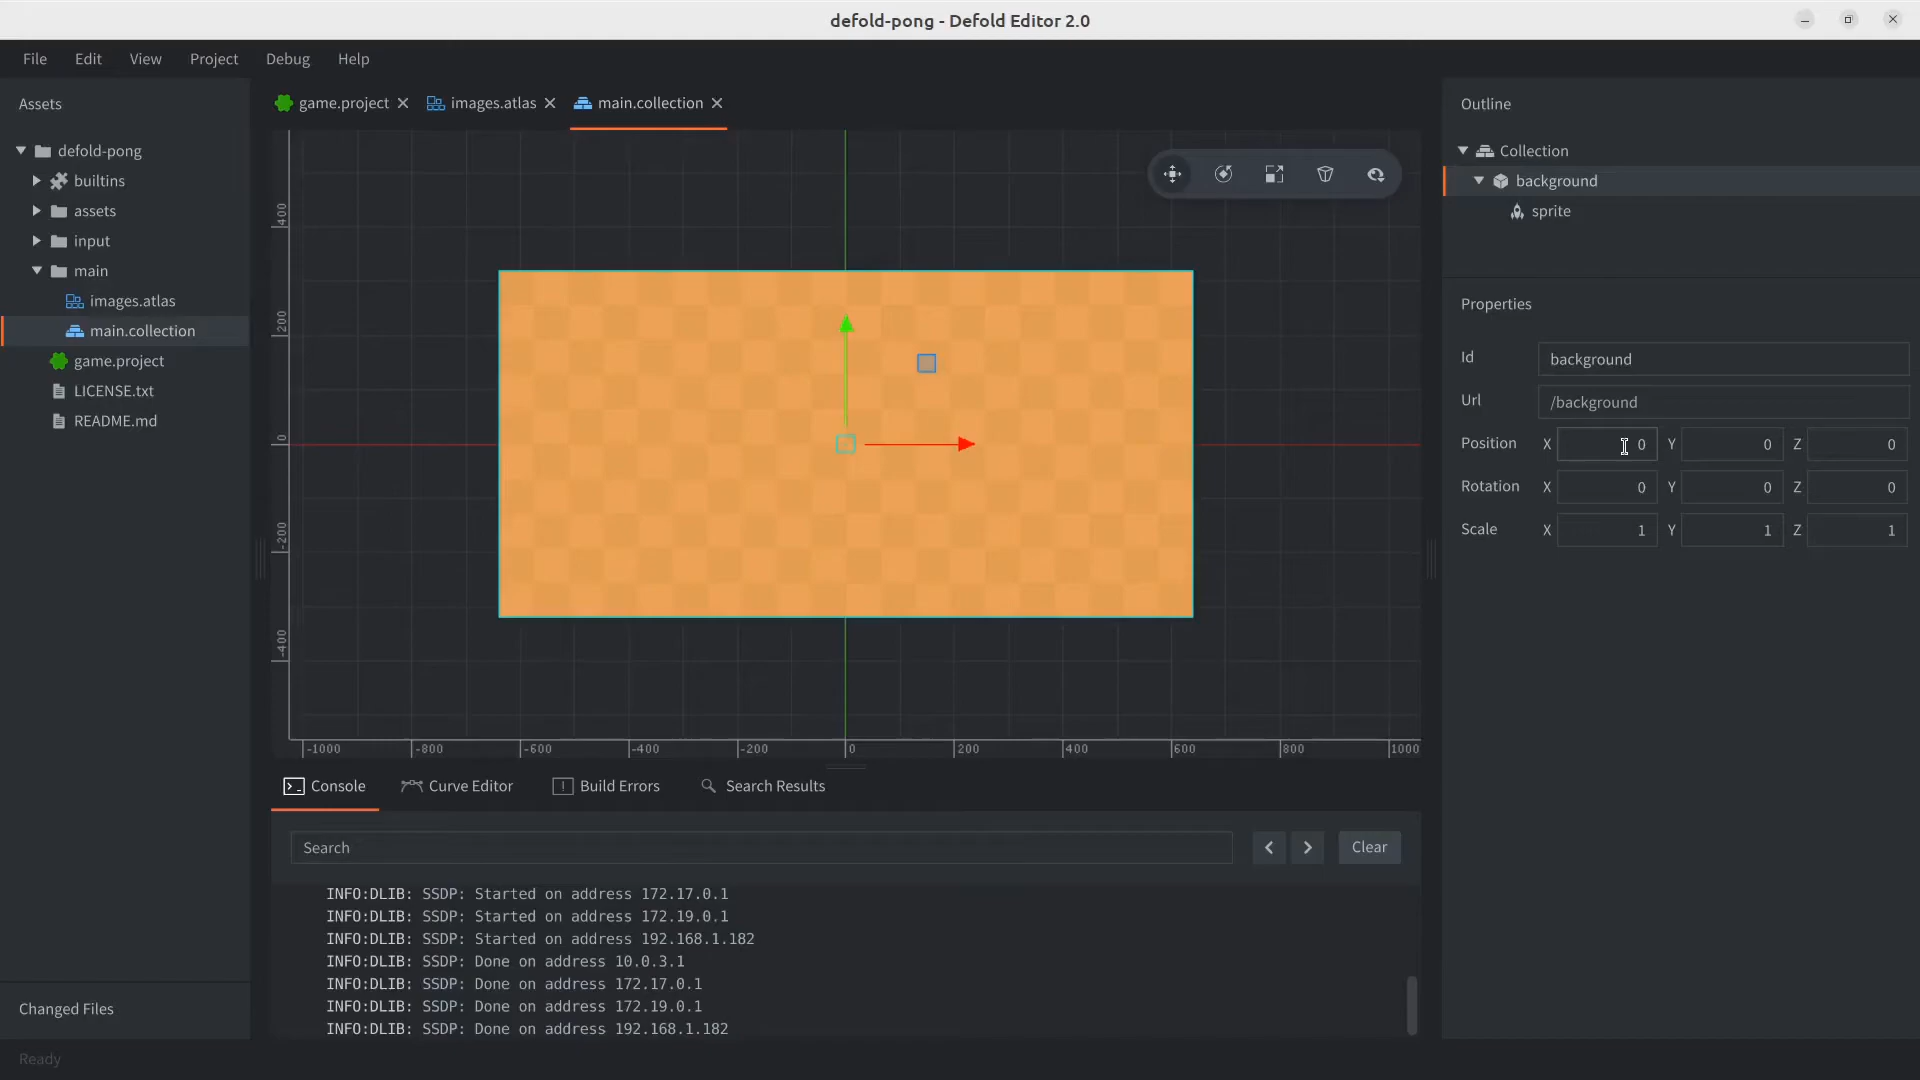 defold-pong - Defold Editor 2.0
File Edit View Project Debug Help
Assets
defold-pong
builtins
assets
input
main
images.atlas
main.collection
game.project
LICENSE.txt
README.md
Changed Files
Ready
game.project images.atlas main.collection
400
200
0
-200
-400
-1000 -800 -600 -400 -200 0 200 400 600 800 1000
Console Curve Editor Build Errors Search Results
Search Clear
INFO:DLIB: SSDP: Started on address 172.17.0.1
INFO:DLIB: SSDP: Started on address 172.19.0.1
INFO:DLIB: SSDP: Started on address 192.168.1.182
INFO:DLIB: SSDP: Done on address 10.0.3.1
INFO:DLIB: SSDP: Done on address 172.17.0.1
INFO:DLIB: SSDP: Done on address 172.19.0.1
INFO:DLIB: SSDP: Done on address 192.168.1.182
Outline
Collection
background
sprite
Properties
Id background
Url /background
Position X 0 Y 0 Z 0
Rotation X 0 Y 0 Z 0
Scale X 1 Y 1 Z 1